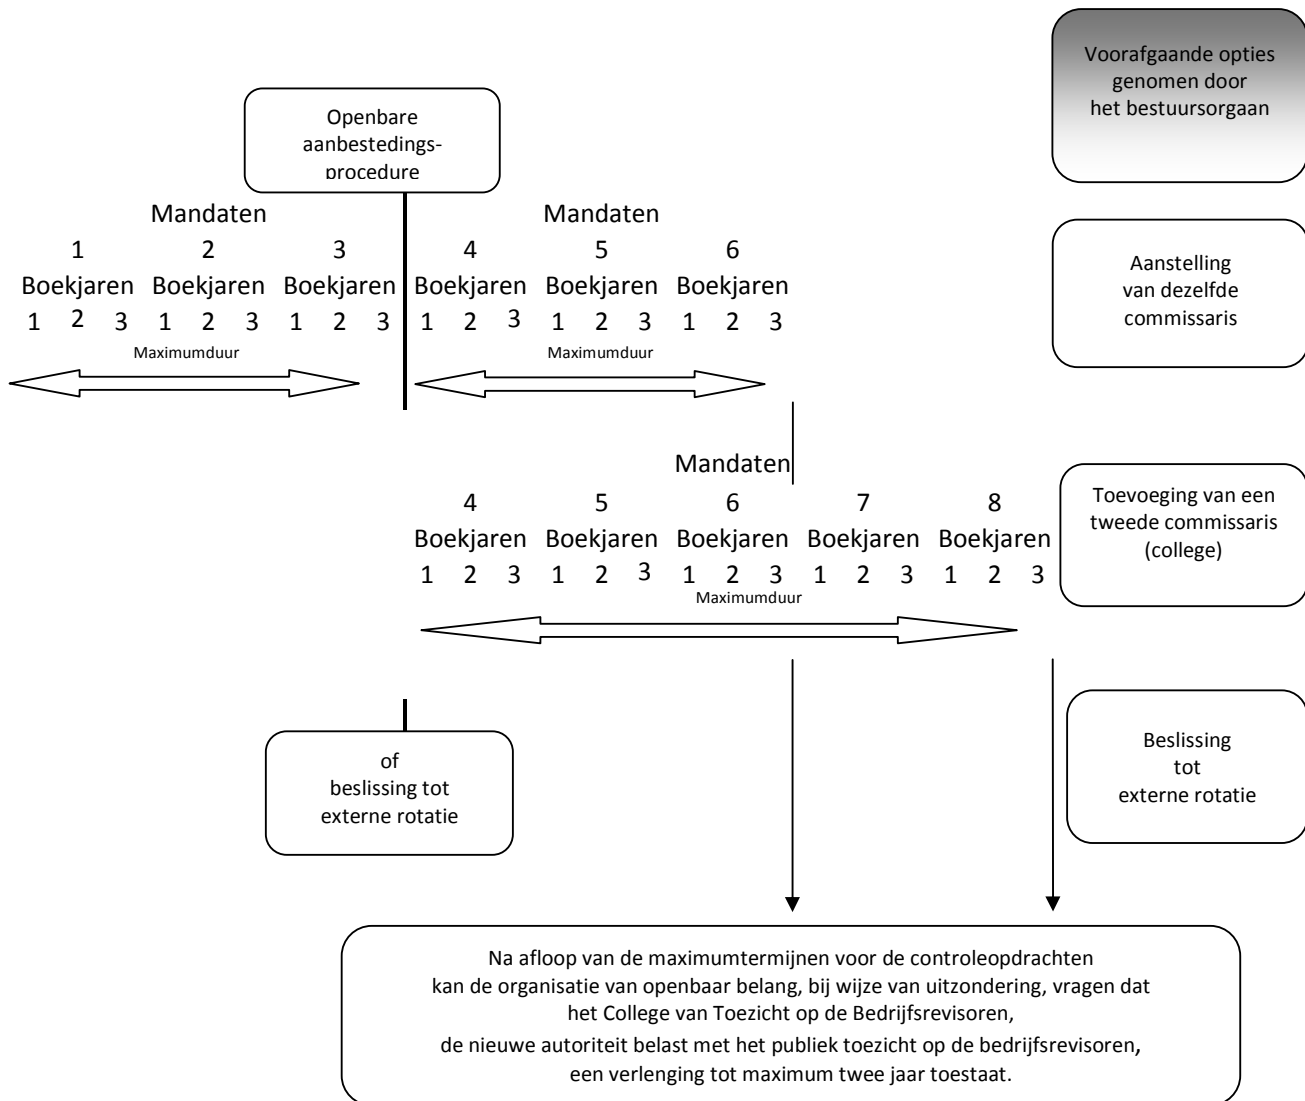 Voorafgaande opties
genomen door
het bestuursorgaan
Openbare
aanbestedings-
procedure
Mandaten Mandaten
1 2 3 4 5 6
Boekjaren Boekjaren Boekjaren Boekjaren Boekjaren Boekjaren
1 2 3 1 2 3 1 2 3 1 2 3 1 2 3 1 2 3
Maximumduur Maximumduur
Aanstelling
van dezelfde
commissaris
Mandaten
4 5 6 7 8
Boekjaren Boekjaren Boekjaren Boekjaren Boekjaren
1 2 3 1 2 3 1 2 3 1 2 3 1 2 3
Maximumduur
Toevoeging van een
tweede commissaris
(college)
of
beslissing tot
externe rotatie
Beslissing
tot
externe rotatie
Na afloop van de maximumtermijnen voor de controleopdrachten
kan de organisatie van openbaar belang, bij wijze van uitzondering, vragen dat
het College van Toezicht op de Bedrijfsrevisoren,
de nieuwe autoriteit belast met het publiek toezicht op de bedrijfsrevisoren,
een verlenging tot maximum twee jaar toestaat.